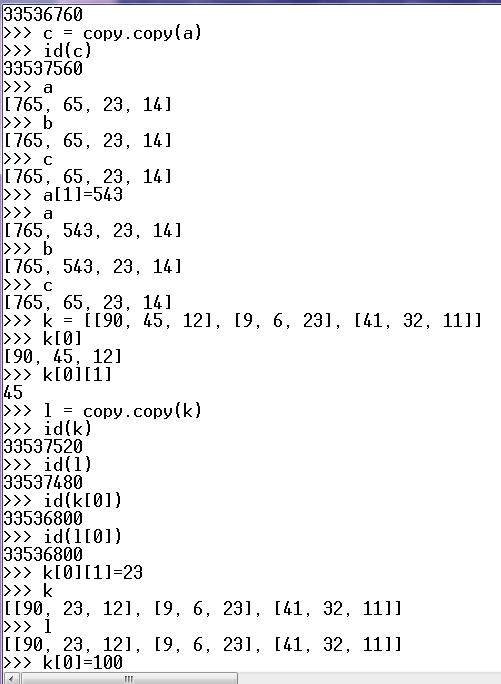 33536760
>>> c = copy.copy(a)
>>> id(c)
33537560
>>> a
[765, 65, 23, 14]
>>> b
[765, 65, 23, 14]
>>> c
[765, 65, 23, 14]
>>> a[1]=543
>>> a
[765, 543, 23, 14]
>>> b
[765, 543, 23, 14]
>>> c
[765, 65, 23, 14]
>>> k = [[90, 45, 12], [9, 6, 23], [41, 32, 11]]
>>> k[0]
[90, 45, 12]
>>> k[0][1]
45
>>> l = copy.copy(k)
>>> id(k)
33537520
>>> id(l)
33537480
>>> id(k[0])
33536800
>>> id(l[0])
33536800
>>> k[0][1]=23
>>> k
[[90, 23, 12], [9, 6, 23], [41, 32, 11]]
>>> l
[[90, 23, 12], [9, 6, 23], [41, 32, 11]]
>>> k[0]=100